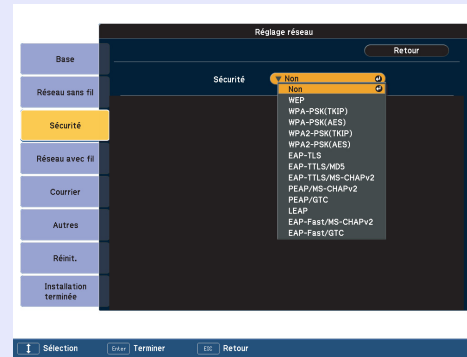 Réglage réseau
Retour
Base
Réseau sans fil
Sécurité
Réseau avec fil
Courrier
Autres
Réinit.
Installation
terminée
Sécurité
Non
Non
WEP
WPA-PSK(TKIP)
WPA-PSK(AES)
WPA2-PSK(TKIP)
WPA2-PSK(AES)
EAP-TLS
EAP-TTLS/MD5
EAP-TTLS/MS-CHAPv2
PEAP/MS-CHAPv2
PEAP/GTC
LEAP
EAP-Fast/MS-CHAPv2
EAP-Fast/GTC
Sélection Enter Terminer ESC Retour